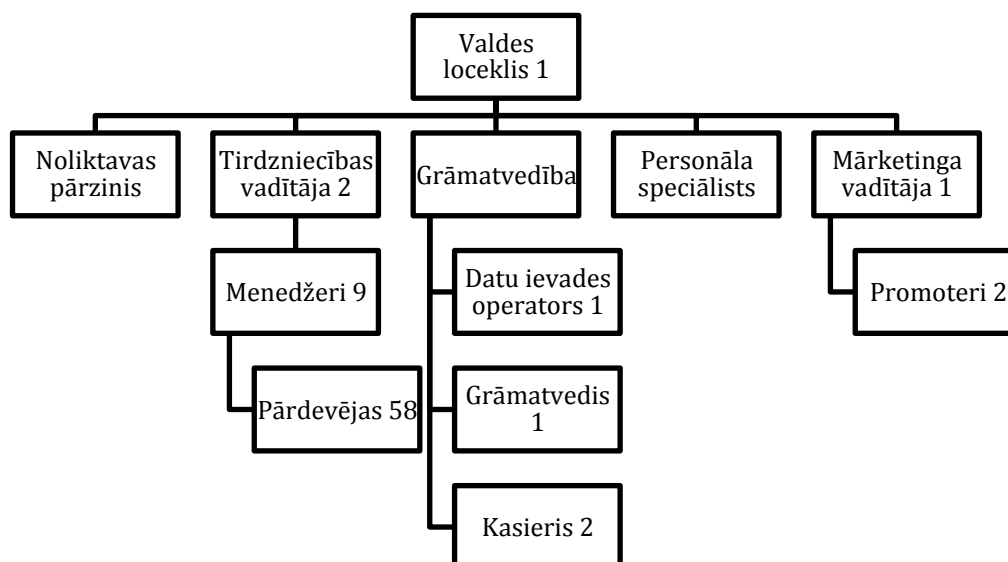 Valdes
loceklis 1
Noliktavas
pārzinis
Tirdzniecības
vadītāja 2
Grāmatvedība
Personāla
speciālists
Mārketinga
vadītāja 1
Menedžeri 9
Datu ievades
operators 1
Promoteri 2
Pārdevējas 58
Grāmatvedis
1
Kasieris 2